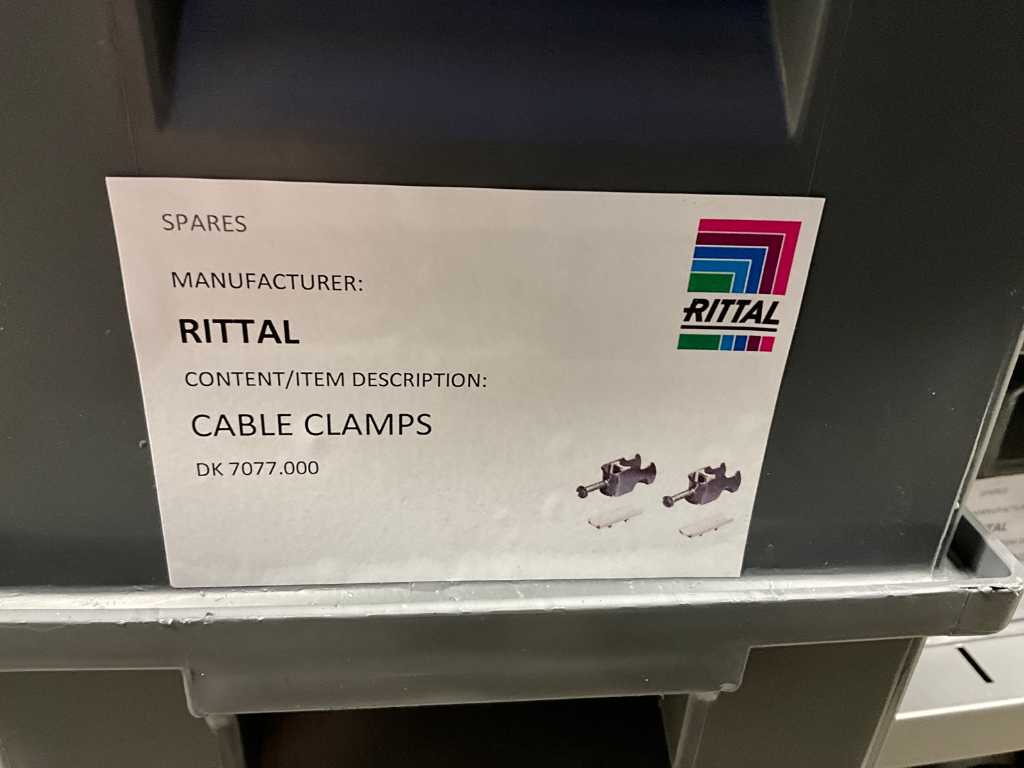 SPARES
MANUFACTURER:
RITTAL
CONTENT/ITEM DESCRIPTION:
CABLE CLAMPS
DK 7077.000
RITTAL